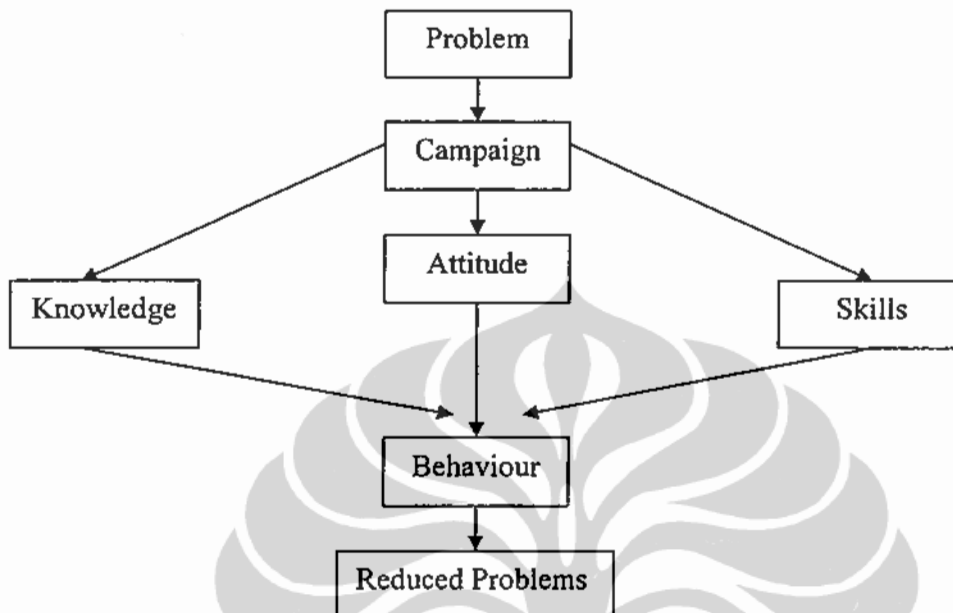 Problem
Campaign
Attitude
Knowledge
Skills
Behaviour
Reduced Problems